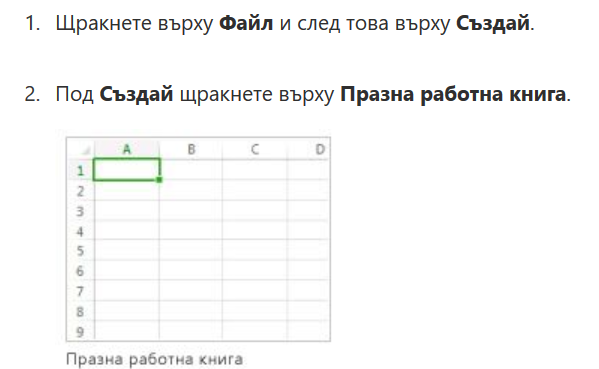 1. Щракнете върху Файл и след това върху Създай.
2. Под Създай щракнете върху Празна работна книга.
A B C D
1
2
3
4
5
6
7
8
9
Празна работна книга